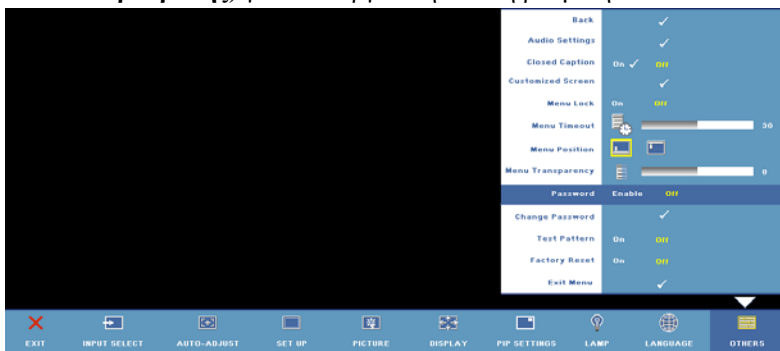 Back
Audio Settings
Closed Caption On Off
Customized Screen
Menu Lock On Off
Menu Timeout 30
Menu Position
Menu Transparency 0
Password Enable Off
Change Password
Test Pattern On Off
Factory Reset On Off
Exit Menu
EXIT INPUT SELECT AUTO-ADJUST SET UP PICTURE DISPLAY PIP SETTINGS LAMP LANGUAGE OTHERS